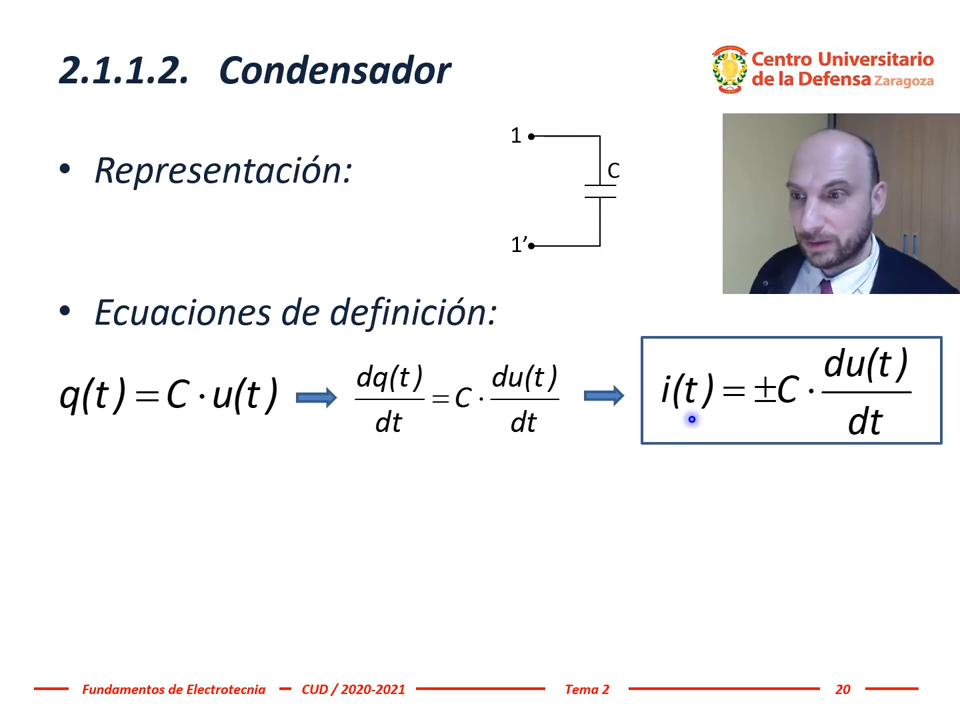 2.1.1.2. Condensador
Centro Universitario
de la Defensa Zaragoza
• Representación:
1
C
1’
• Ecuaciones de definición:
q(t) = C · u(t)
dq(t)/dt = C · du(t)/dt
i(t) = ±C · du(t)/dt
Fundamentos de Electrotecnia
CUD / 2020-2021
Tema 2
20